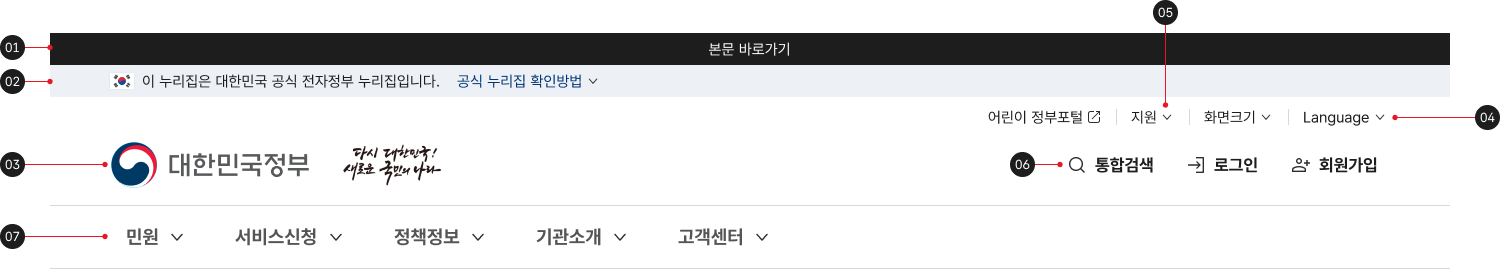 05
01
본문 바로가기
02
이 누리집은 대한민국 공식 전자정부 누리집입니다. 공식 누리집 확인방법
어린이 정부포털 지원 화면크기 Language
04
03
대한민국정부
다시 대한민국!
새로운 국민의 나라
06
통합검색 로그인 회원가입
07
민원 서비스신청 정책정보 기관소개 고객센터